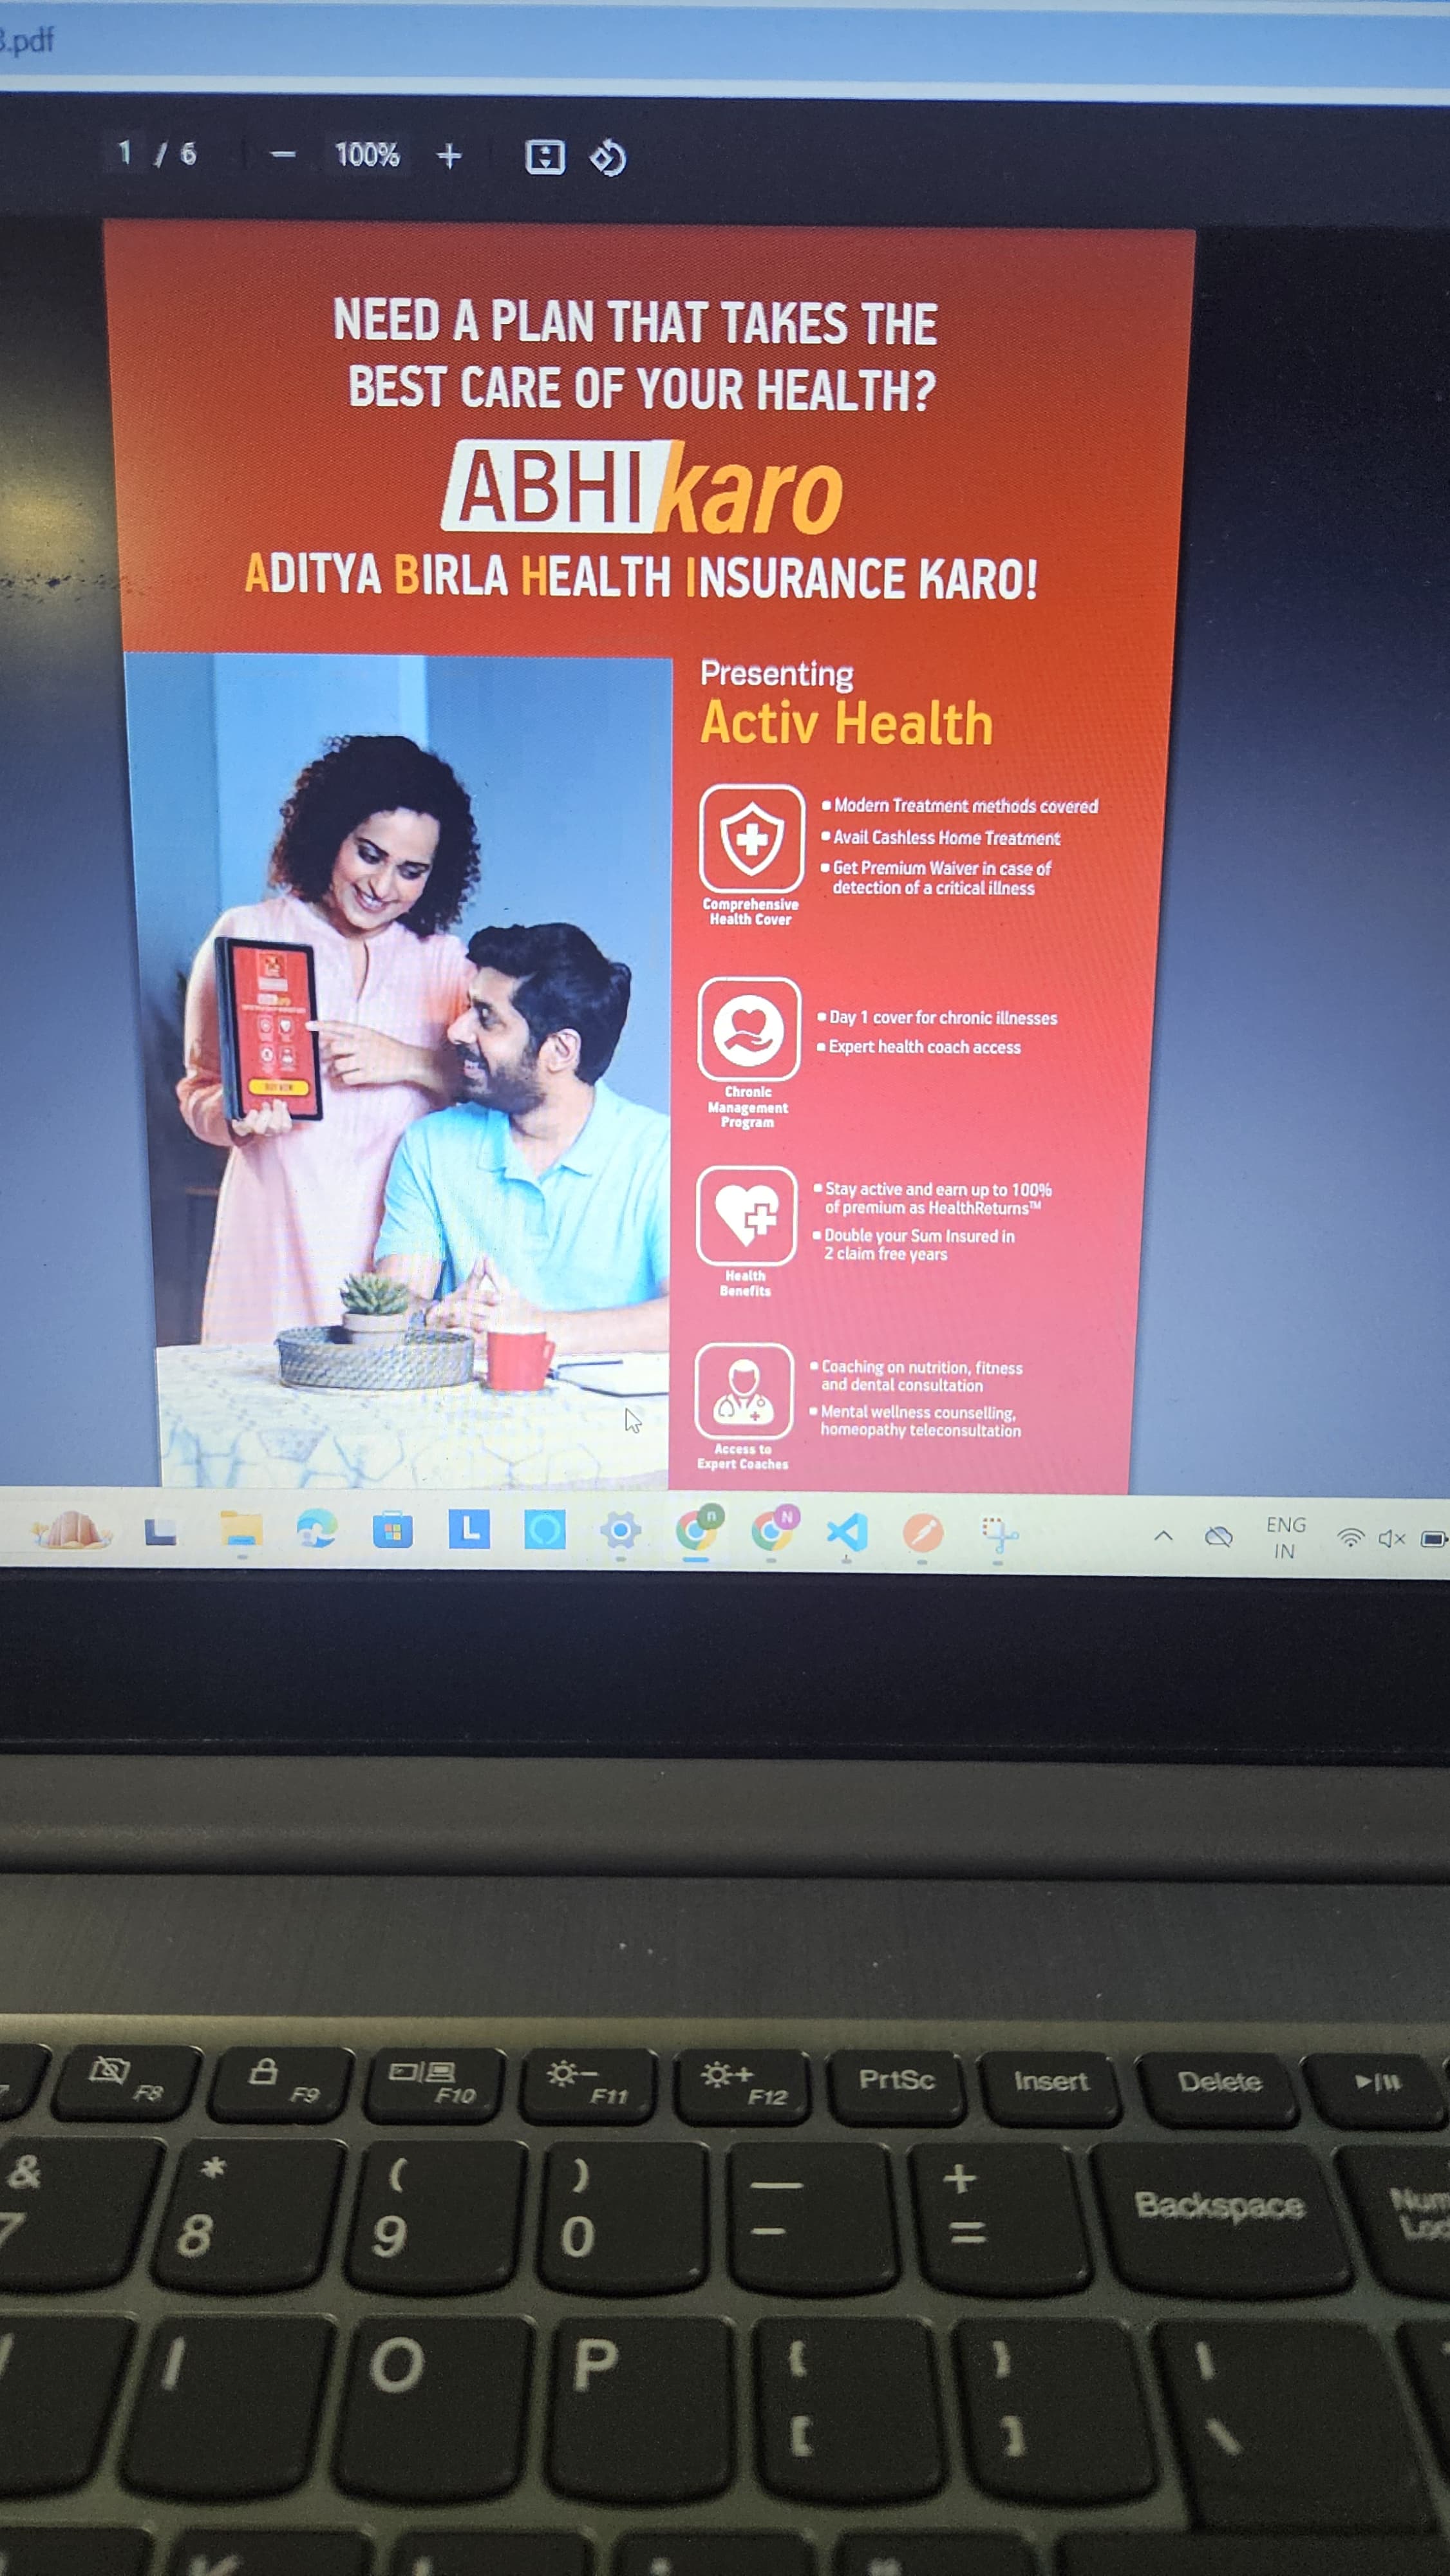 3.pdf
1 / 6 − 100% +
NEED A PLAN THAT TAKES THE
BEST CARE OF YOUR HEALTH?
ABHI karo
ADITYA BIRLA HEALTH INSURANCE KARO!
Presenting
Activ Health
Comprehensive
Health Cover
▪ Modern Treatment methods covered
▪ Avail Cashless Home Treatment
▪ Get Premium Waiver in case of
detection of a critical illness
Chronic
Management
Program
▪ Day 1 cover for chronic illnesses
▪ Expert health coach access
Health
Benefits
▪ Stay active and earn up to 100%
of premium as HealthReturns™
▪ Double your Sum Insured in
2 claim free years
Access to
Expert Coaches
▪ Coaching on nutrition, fitness
and dental consultation
▪ Mental wellness counselling,
homeopathy teleconsultation
BUY NOW
L n N
ENG
IN
F8 F9 F10 F11 F12 PrtSc Insert Delete
& * ( ) — +
7 8 9 0 - = Backspace Num
I O P { } |
[ ] \